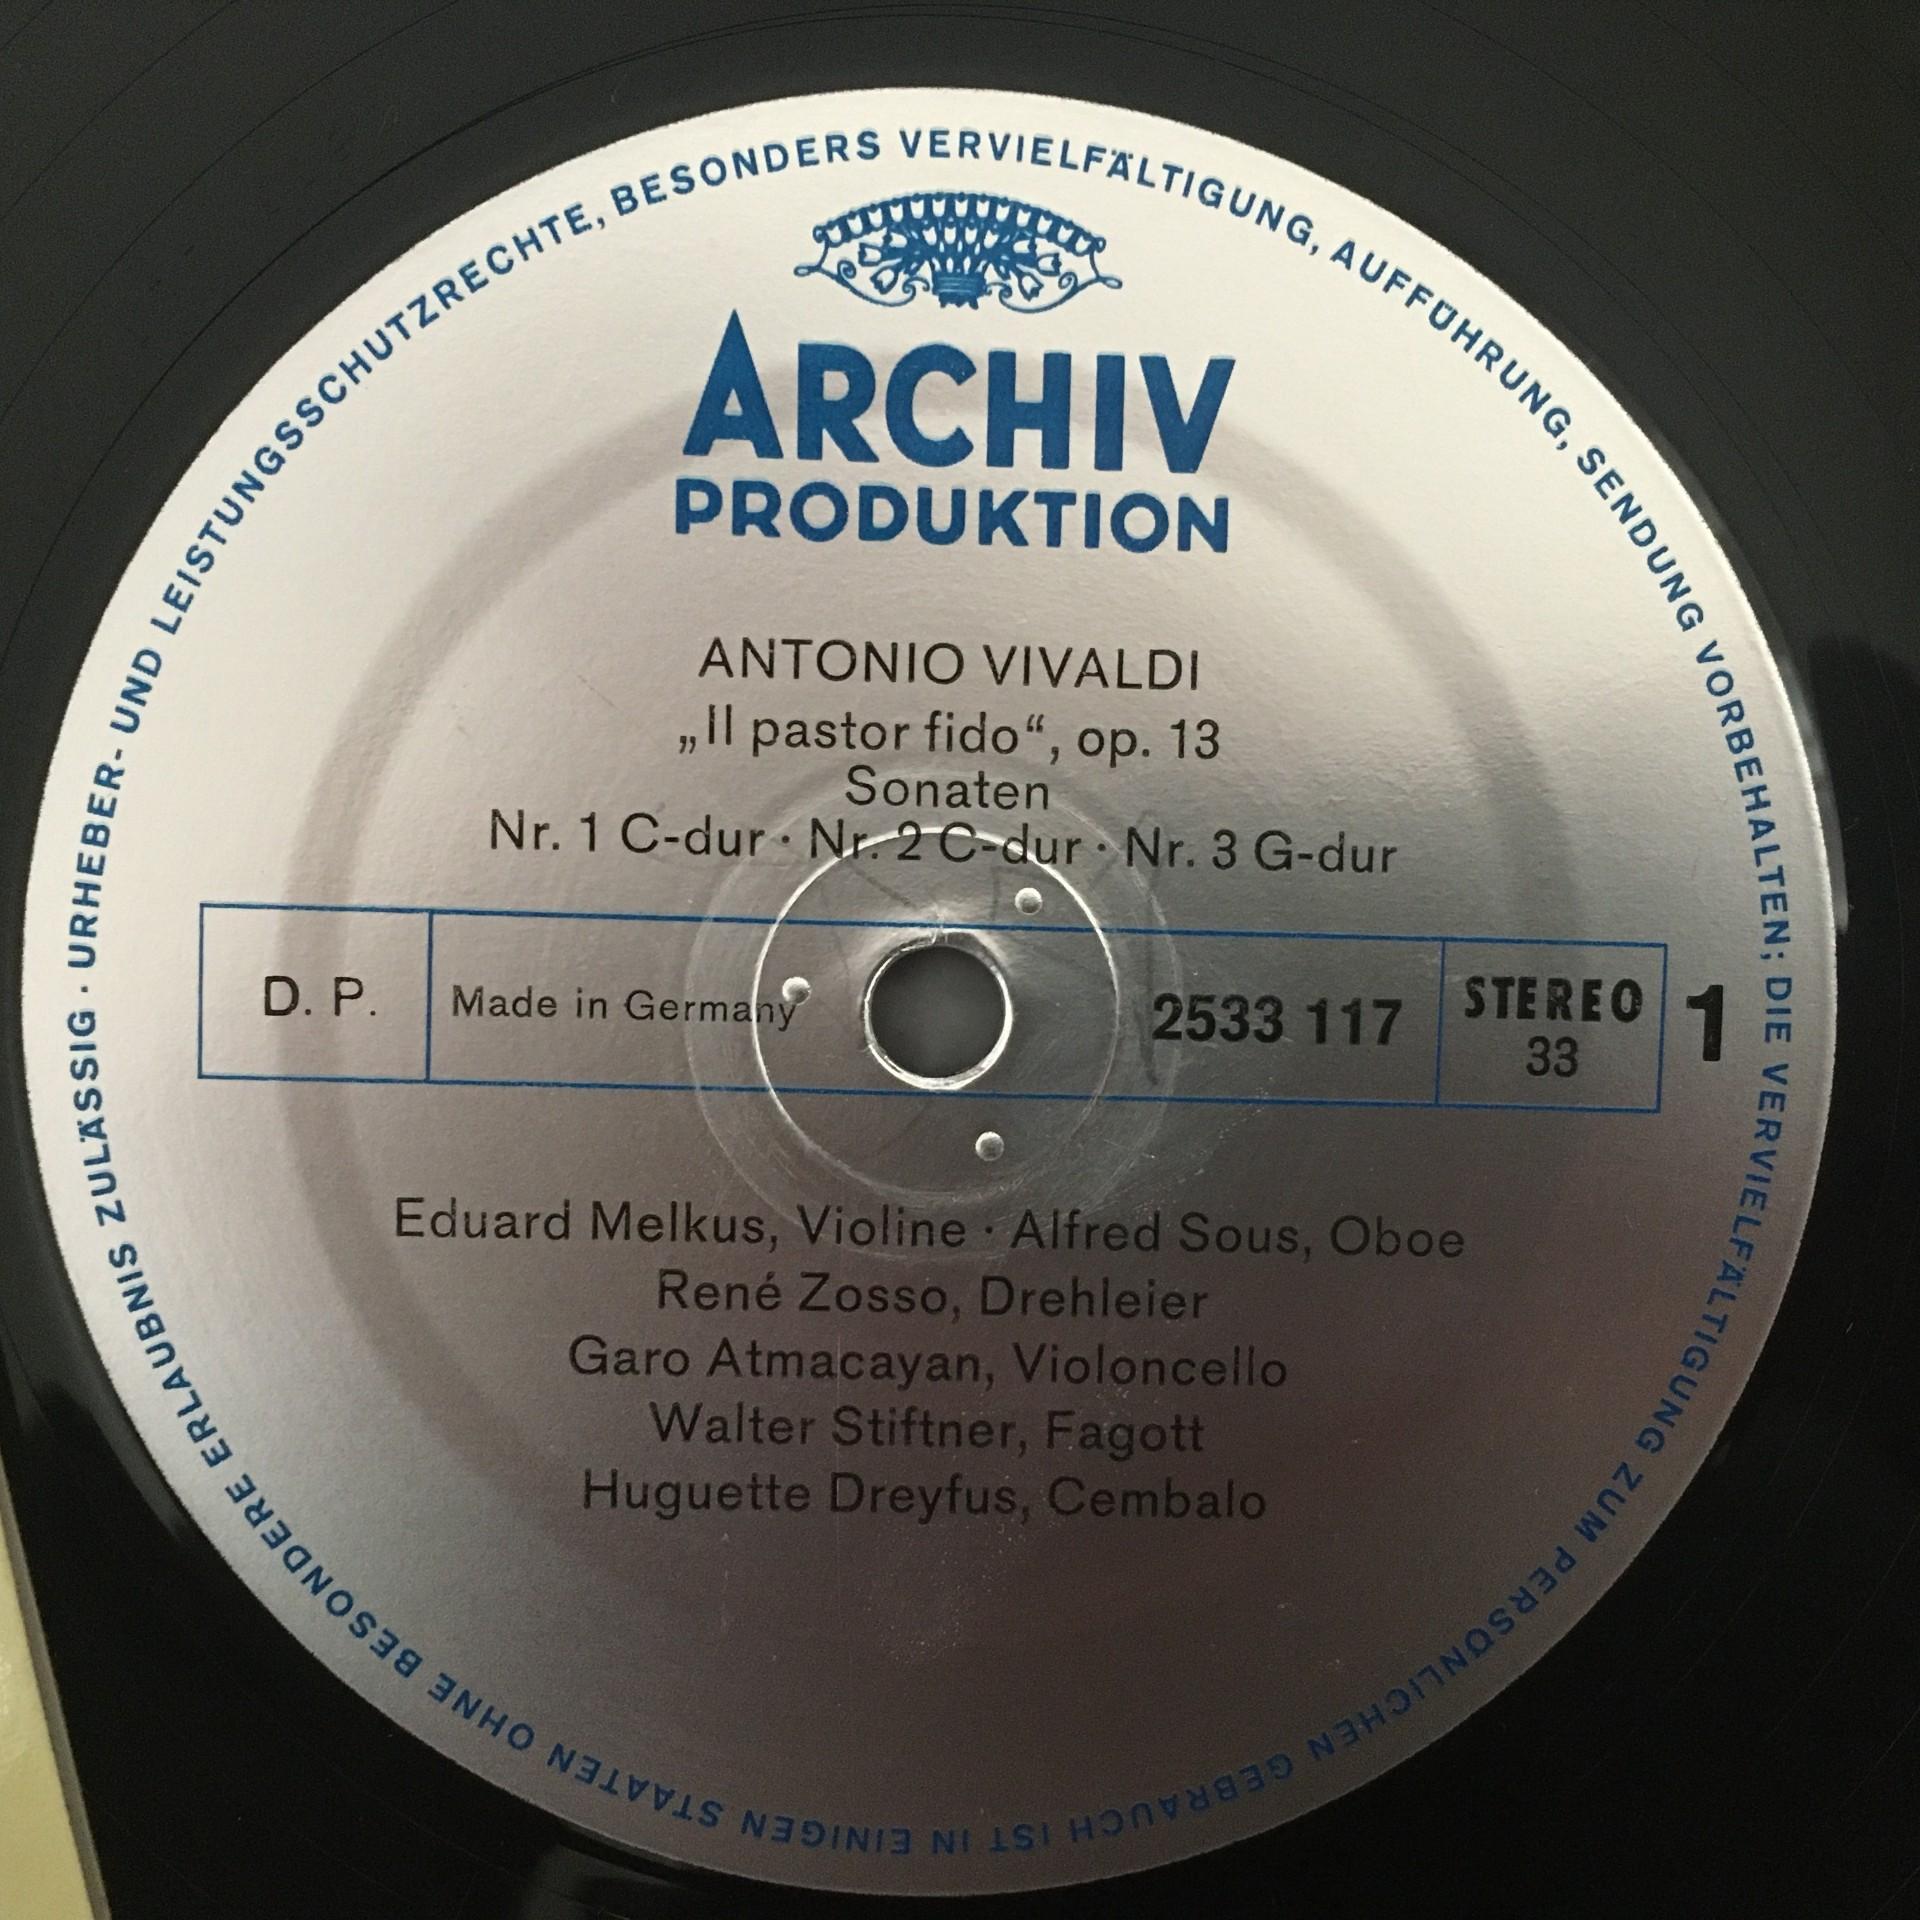 URHEBER- UND LEISTUNGSSCHUTZRECHTE, BESONDERS VERVIELFÄLTIGUNG, AUFFÜHRUNG, SENDUNG VORBEHALTEN; DIE VERVIELFÄLTIGUNG ZUM PERSÖNLICHEN GEBRAUCH IST IN EINIGEN STAATEN OHNE BESONDERE ERLAUBNIS ZULÄSSIG ·
ARCHIV
PRODUKTION
ANTONIO VIVALDI
„Il pastor fido“, op. 13
Sonaten
Nr. 1 C-dur · Nr. 2 C-dur · Nr. 3 G-dur
D. P. Made in Germany 2533 117 STEREO 1
33
Eduard Melkus, Violine · Alfred Sous, Oboe
René Zosso, Drehleier
Garo Atmacayan, Violoncello
Walter Stiftner, Fagott
Huguette Dreyfus, Cembalo